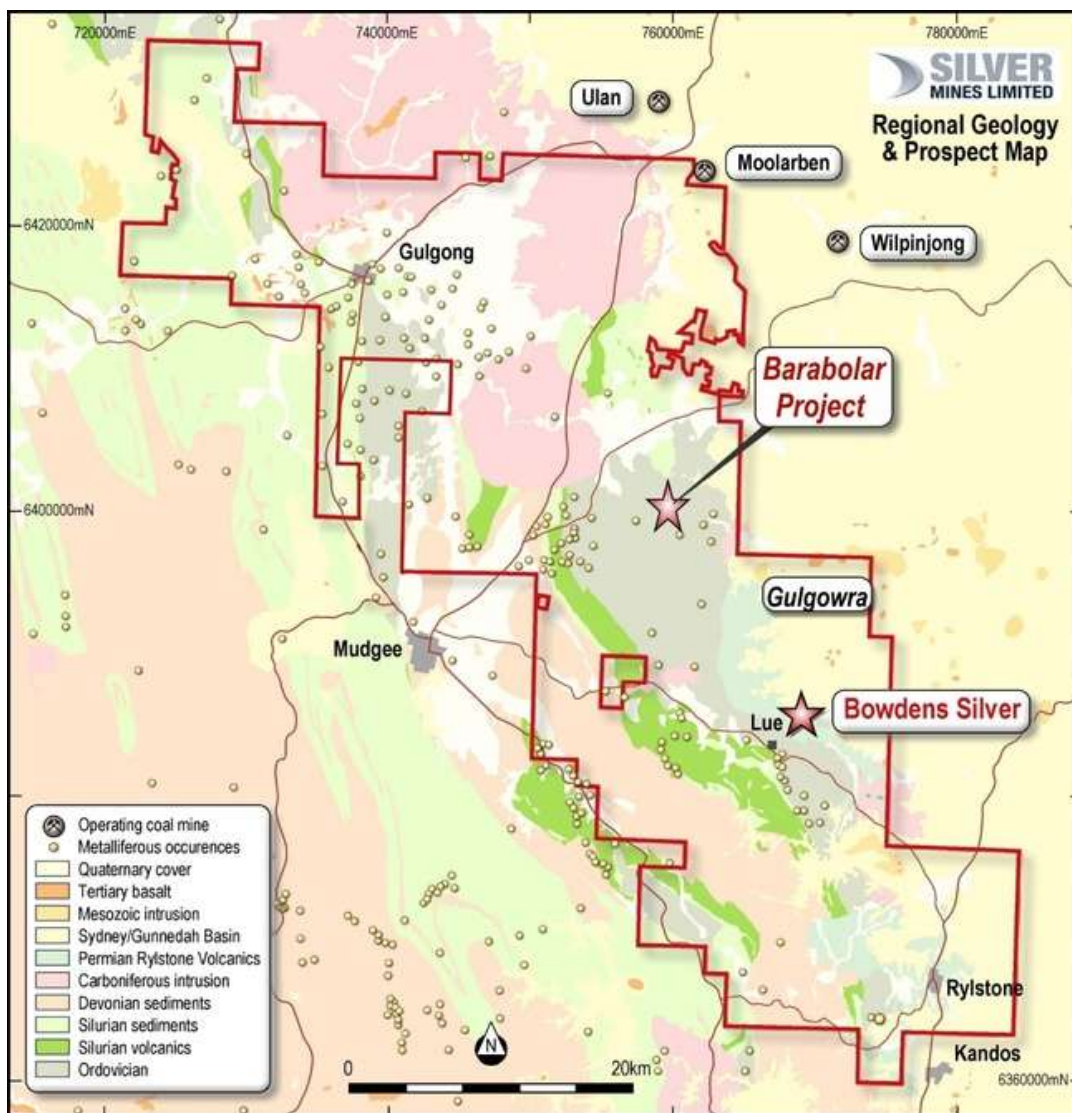 720000mE
740000mE
760000mE
780000mE
SILVER
MINES LIMITED
Regional Geology
& Prospect Map
Ulan
Moolarben
6420000mN
Wilpinjong
Gulgong
Barabolar
Project
6400000mN
Gulgowra
Mudgee
Lue
Bowdens Silver
Operating coal mine
Metalliferous occurences
Quaternary cover
Tertiary basalt
Mesozoic intrusion
Sydney/Gunnedah Basin
Permian Rylstone Volcanics
Carboniferous intrusion
Devonian sediments
Silurian sediments
Silurian volcanics
Ordovician
Rylstone
N
Kandos
0
20km
6360000mN